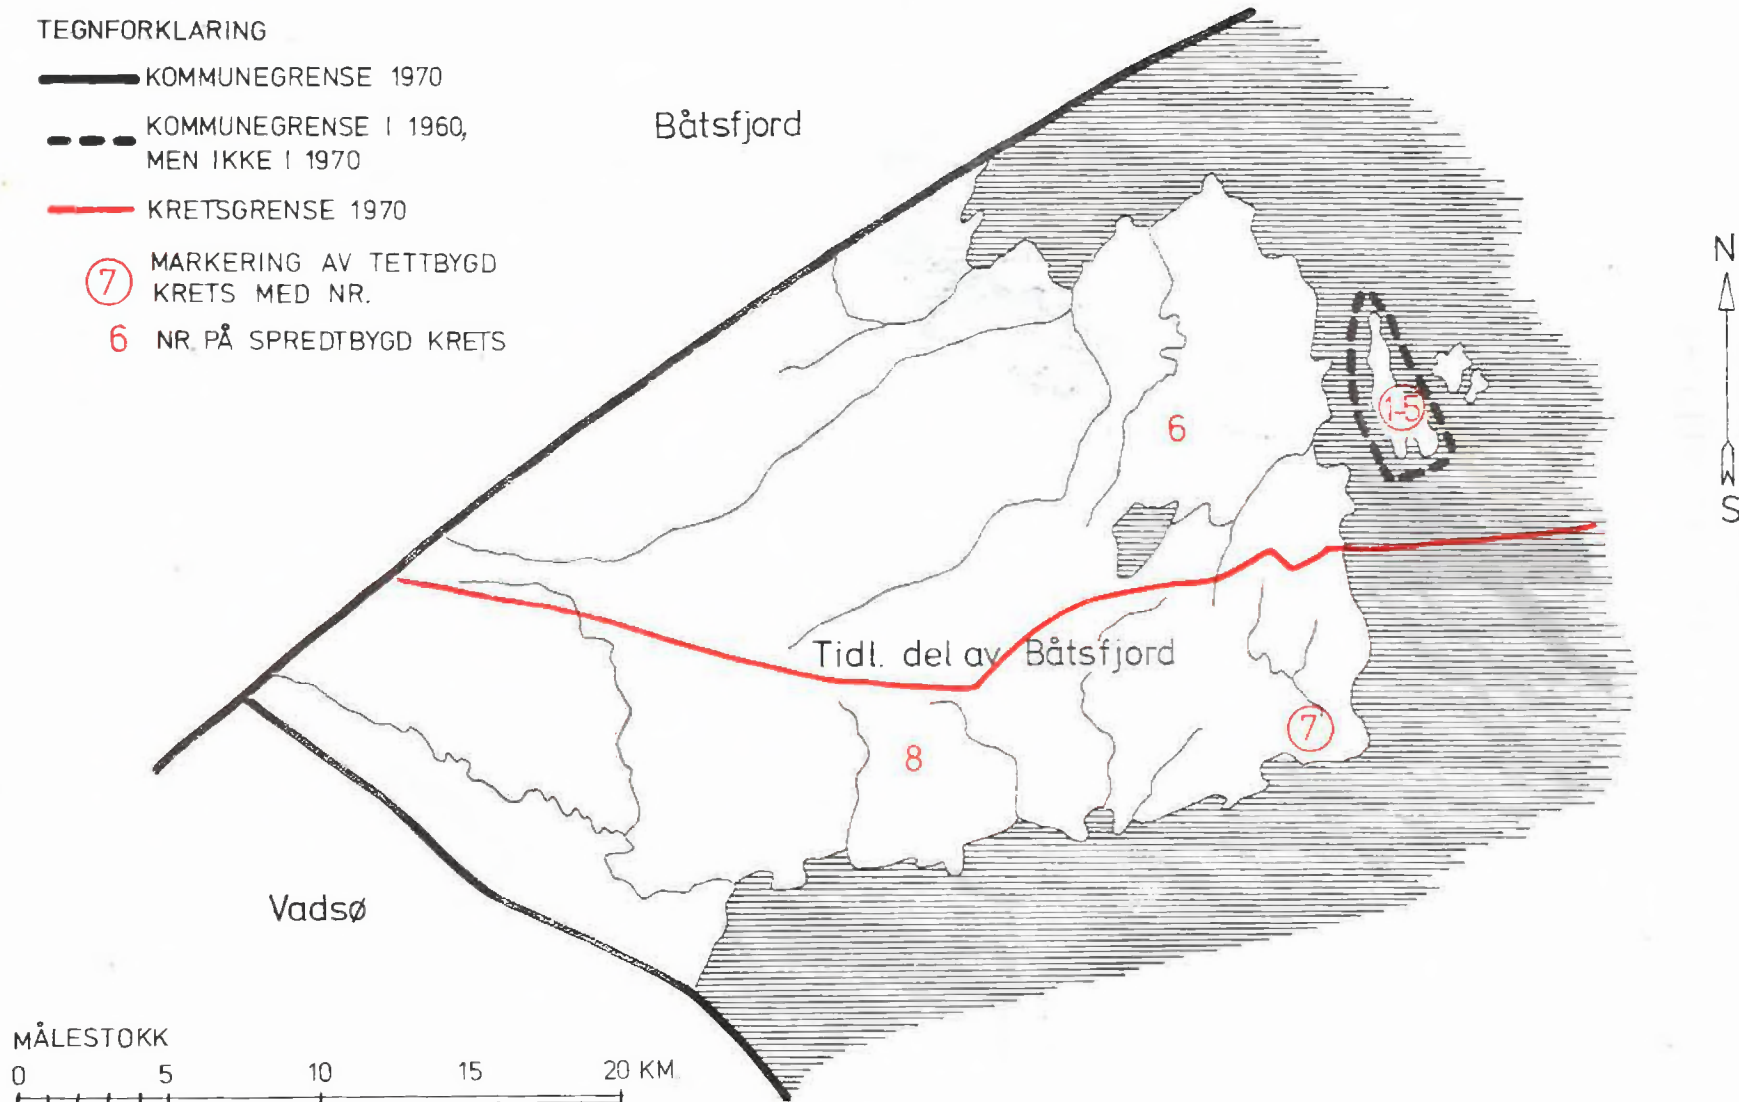 TEGNFORKLARING
KOMMUNEGRENSE 1970
KOMMUNEGRENSE I 1960,
MEN IKKE I 1970
KRETSGRENSE 1970
7 MARKERING AV TETTBYGD
KRETS MED NR.
6 NR. PÅ SPREDTBYGD KRETS
Båtsfjord
N
S
1-5
6
Tidl. del av Båtsfjord
7
8
Vadsø
MÅLESTOKK
0 5 10 15 20 KM